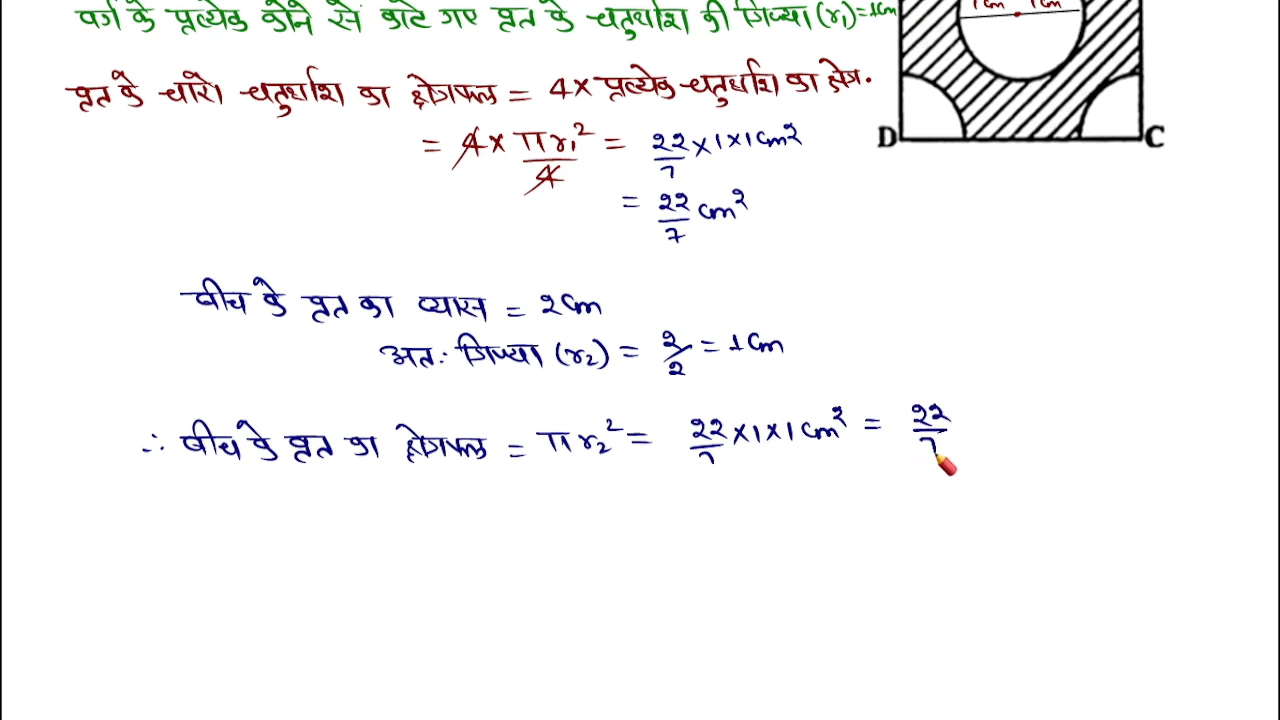 वर्ग के प्रत्येक कोने से काटे गए वृत के चतुर्थांश की त्रिज्या (r₁) = 1cm
1cm 1cm
वृत के चारो चतुर्थांश का क्षेत्रफल = 4 × प्रत्येक चतुर्थांश का क्षेत्र.
= 4 × πr₁²/4 = 22/7 × 1 × 1 cm²
D C
= 22/7 cm²
बीच के वृत का व्यास = 2cm
अतः त्रिज्या (r₂) = 2/2 = 1cm
∴ बीच के वृत का क्षेत्रफल = πr₂² = 22/7 × 1 × 1 cm² = 22/7